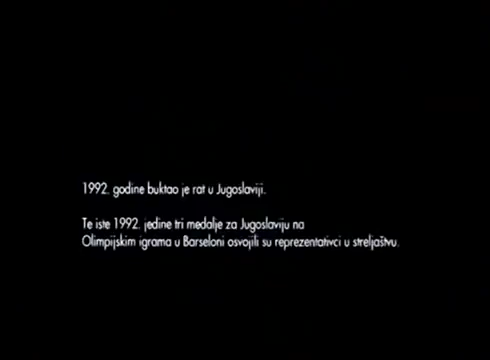 1992. godine buktao je rat u Jugoslaviji.
Te iste 1992. jedine tri medalje za Jugoslaviju na
Olimpijskim igrama u Barseloni osvojili su reprezentativci u streljaštvu.